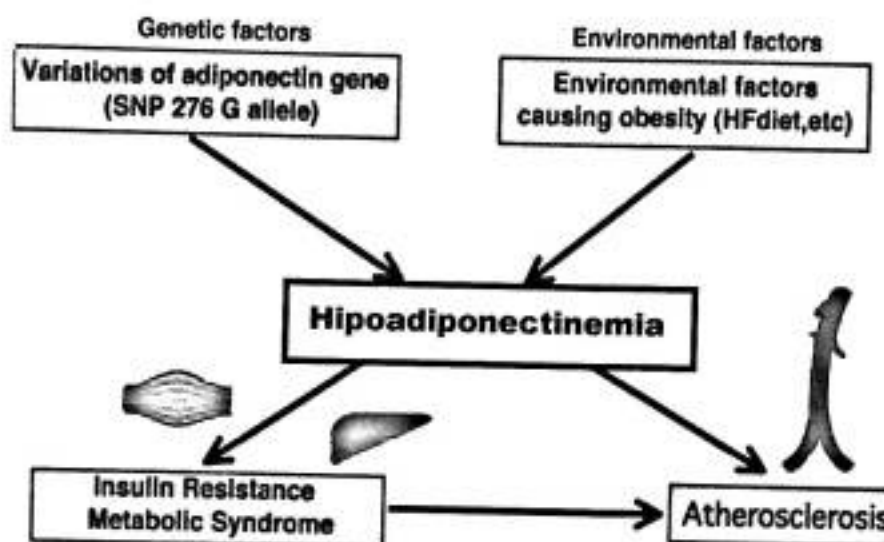 Genetic factors
Variations of adiponectin gene
(SNP 276 G allele)
Environmental factors
Environmental factors
causing obesity (HFdiet,etc)
Hipoadiponectinemia
Insulin Resistance
Metabolic Syndrome
Atherosclerosis